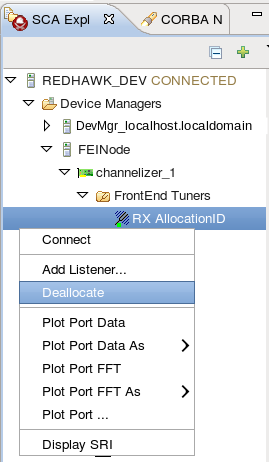 SCA Expl
CORBA N
REDHAWK_DEV CONNECTED
Device Managers
DevMgr_localhost.localdomain
FEINode
channelizer_1
FrontEnd Tuners
RX AllocationID
Connect
Add Listener...
Deallocate
Plot Port Data
Plot Port Data As
Plot Port FFT
Plot Port FFT As
Plot Port ...
Display SRI